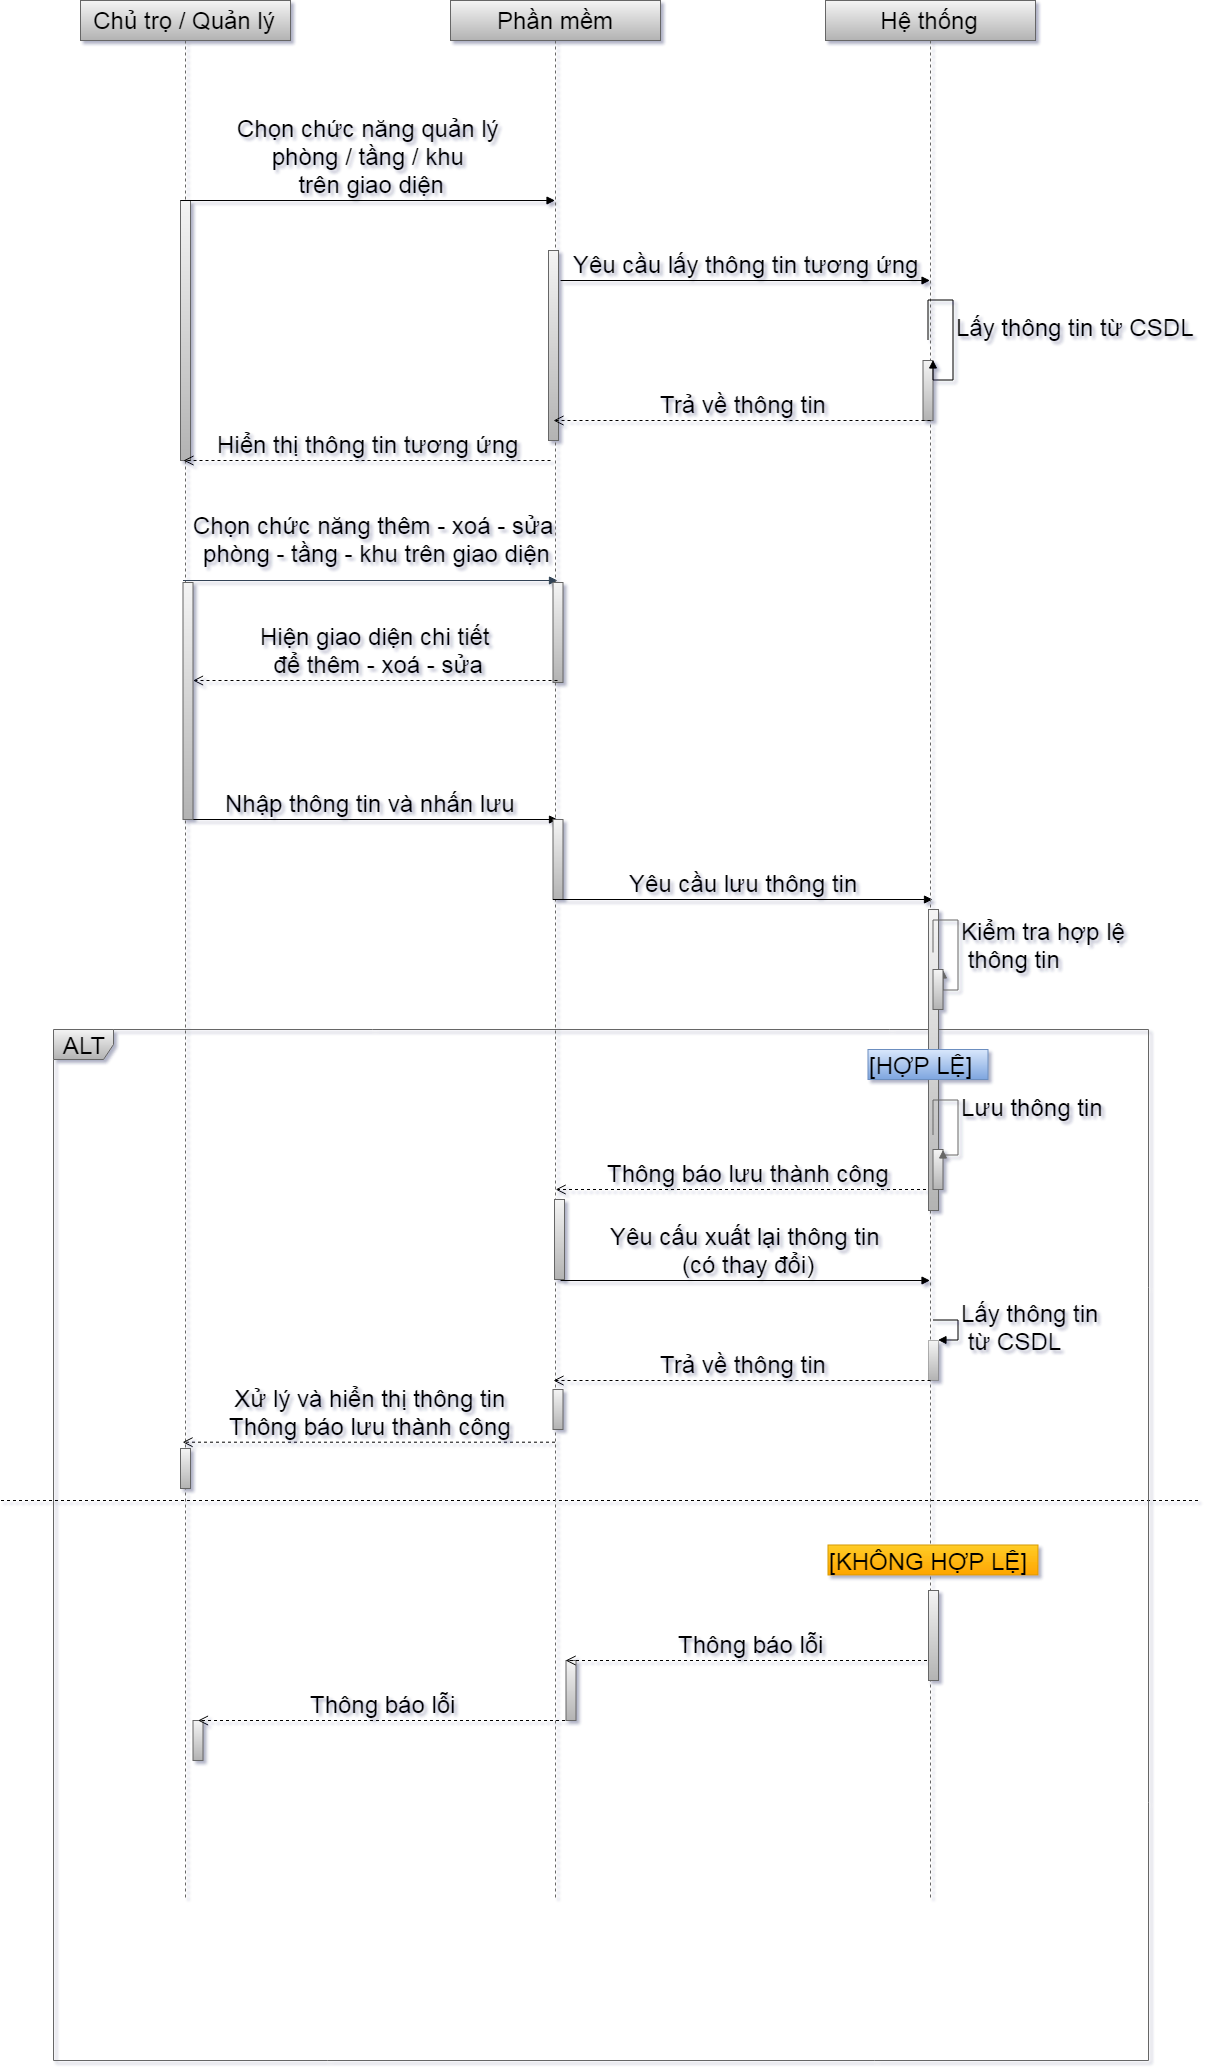 Chủ trọ / Quản lý
Phần mềm
Hệ thống
Chọn chức năng quản lý
phòng / tầng / khu
trên giao diện
Yêu cầu lấy thông tin tương ứng
Lấy thông tin từ CSDL
Trả về thông tin
Hiển thị thông tin tương ứng
Chọn chức năng thêm - xoá - sửa
phòng - tầng - khu trên giao diện
Hiện giao diện chi tiết
để thêm - xoá - sửa
Nhập thông tin và nhấn lưu
Yêu cầu lưu thông tin
Kiểm tra hợp lệ
thông tin
ALT
[HỢP LỆ]
Lưu thông tin
Thông báo lưu thành công
Yêu cấu xuất lại thông tin
(có thay đổi)
Lấy thông tin
từ CSDL
Trả về thông tin
Xử lý và hiển thị thông tin
Thông báo lưu thành công
[KHÔNG HỢP LỆ]
Thông báo lỗi
Thông báo lỗi